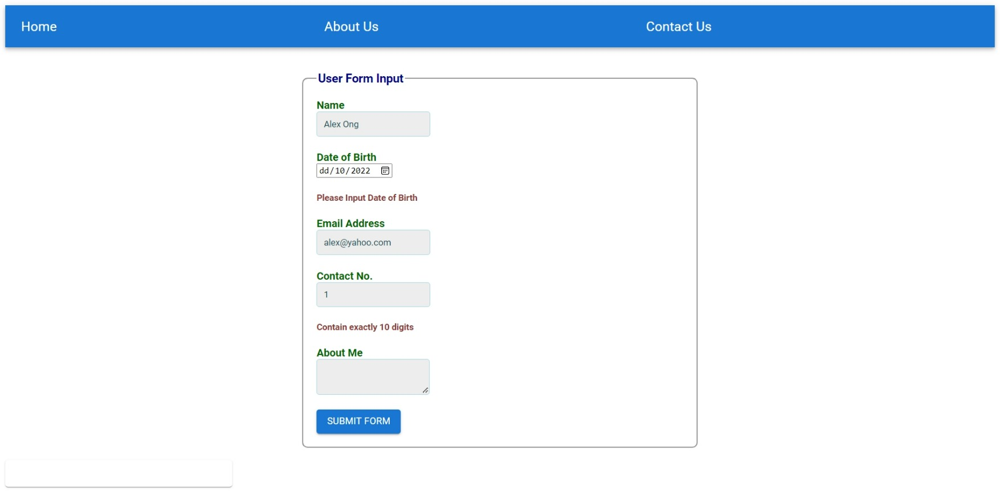 Home About Us Contact Us
User Form Input
Name
Alex Ong
Date of Birth
dd/10/2022
Please Input Date of Birth
Email Address
alex@yahoo.com
Contact No.
1
Contain exactly 10 digits
About Me
SUBMIT FORM